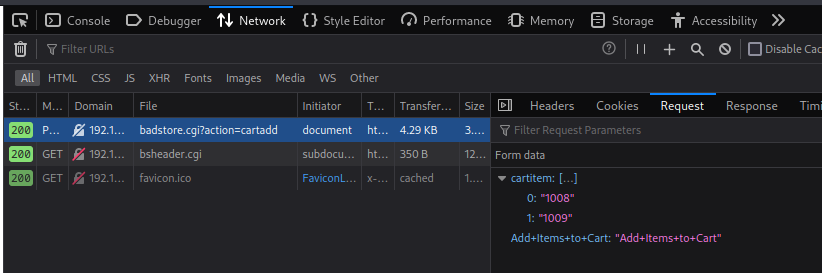 Console Debugger Network Style Editor Performance Memory Storage Accessibility
Filter URLs Disable Cac
All HTML CSS JS XHR Fonts Images Media WS Other
St... M... Domain File Initiator T... Transfer... Size Headers Cookies Request Response Timi
200 P... 192.1... badstore.cgi?action=cartadd document ht... 4.29 KB 3.... Filter Request Parameters
200 GET 192.1... bsheader.cgi subdocu... ht... 350 B 12... Form data
200 GET 192.1... favicon.ico FaviconL... x-... cached 1.... cartitem: [...]
0: "1008"
1: "1009"
Add+Items+to+Cart: "Add+Items+to+Cart"